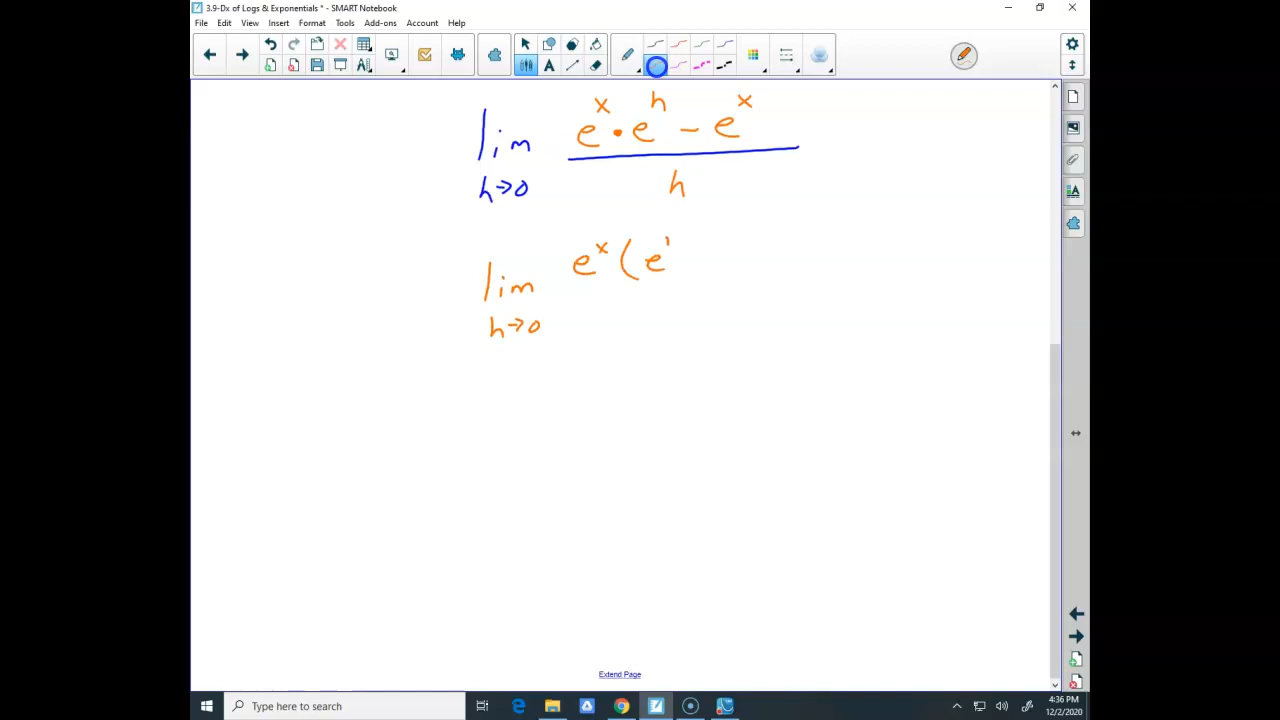 3.9-Dx of Logs & Exponentials * - SMART Notebook
File Edit View Insert Format Tools Add-ons Account Help
lim e^x • e^h - e^x
h→0 h
lim e^x ( e
h→0
Extend Page
Type here to search
4:36 PM
12/2/2020